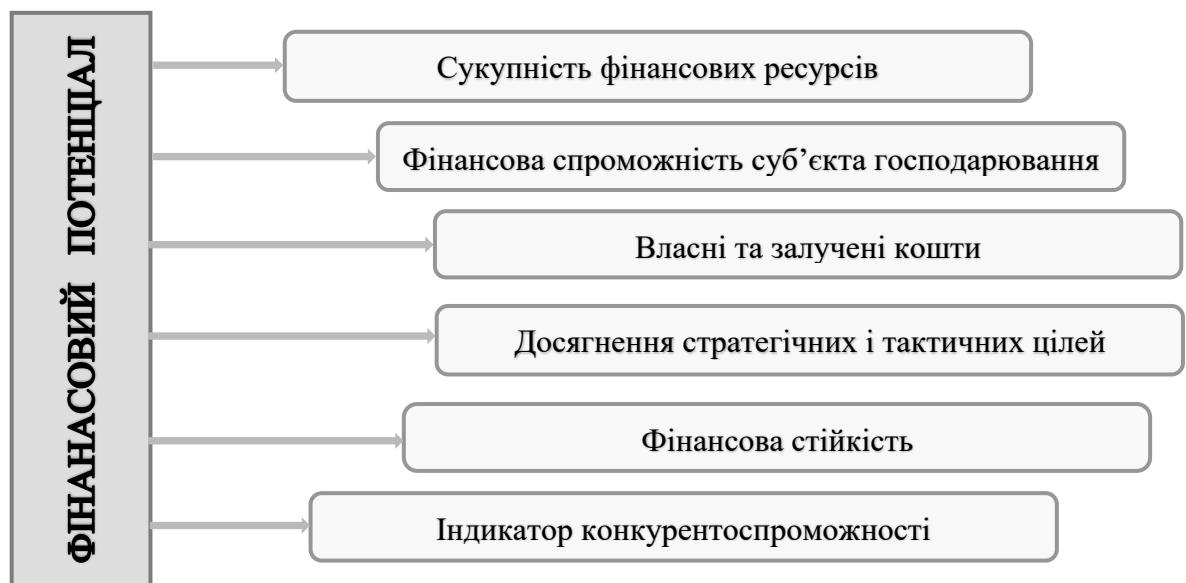 ФІНАНАСОВИЙ ПОТЕНЦІАЛ
Сукупність фінансових ресурсів
Фінансова спроможність суб’єкта господарювання
Власні та залучені кошти
Досягнення стратегічних і тактичних цілей
Фінансова стійкість
Індикатор конкурентоспроможності